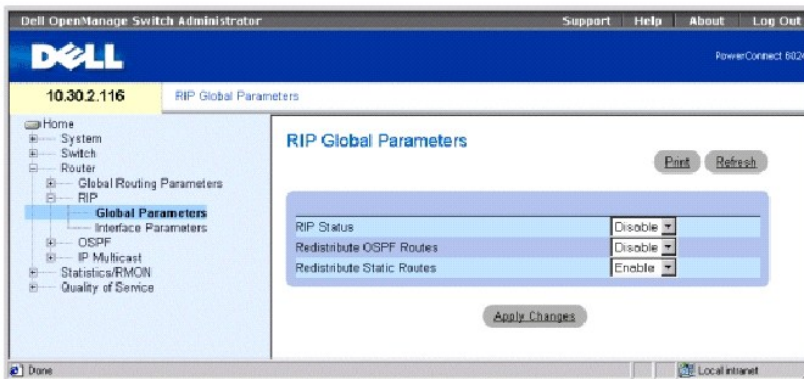 Dell OpenManage Switch Administrator
Support Help About Log Out
DELL
PowerConnect 6024
10.30.2.116
RIP Global Parameters
Home
System
Switch
Router
Global Routing Parameters
RIP
Global Parameters
Interface Parameters
OSPF
IP Multicast
Statistics/RMON
Quality of Service
RIP Global Parameters
Print Refresh
RIP Status Disable
Redistribute OSPF Routes Disable
Redistribute Static Routes Enable
Apply Changes
Done
Local intranet